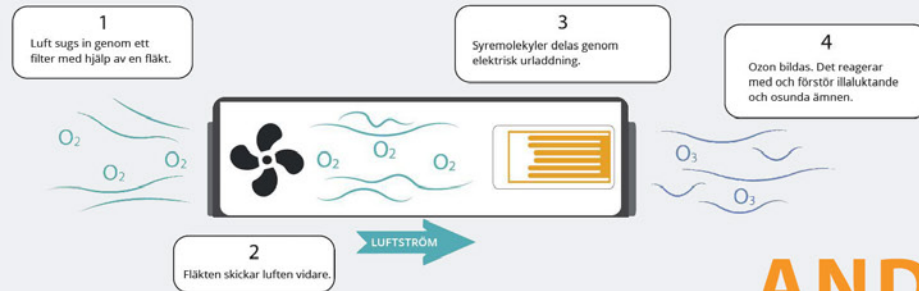 1
Luft sugs in genom ett
filter med hjälp av en fläkt.
3
Syremolekyler delas genom
elektrisk urladdning.
4
Ozon bildas. Det reagerar
med och förstör illaluktande
och osunda ämnen.
O2
O2
O2
O2
O2
O2
O3
O3
2
Fläkten skickar luften vidare.
LUFTSTRÖM
AND